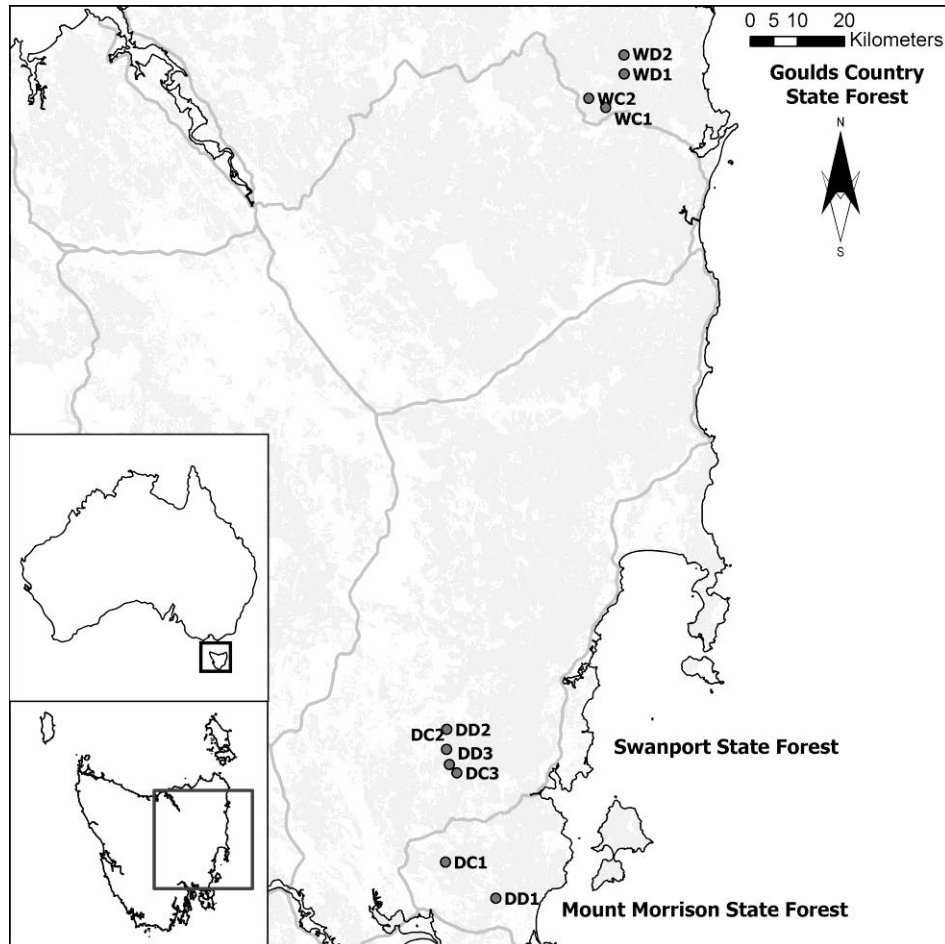 0 5 10 20
Kilometers
Goulds Country
State Forest
N
S
WD2
WD1
WC2
WC1
DD2
DC2
DD3
DC3
Swanport State Forest
DC1
DD1
Mount Morrison State Forest